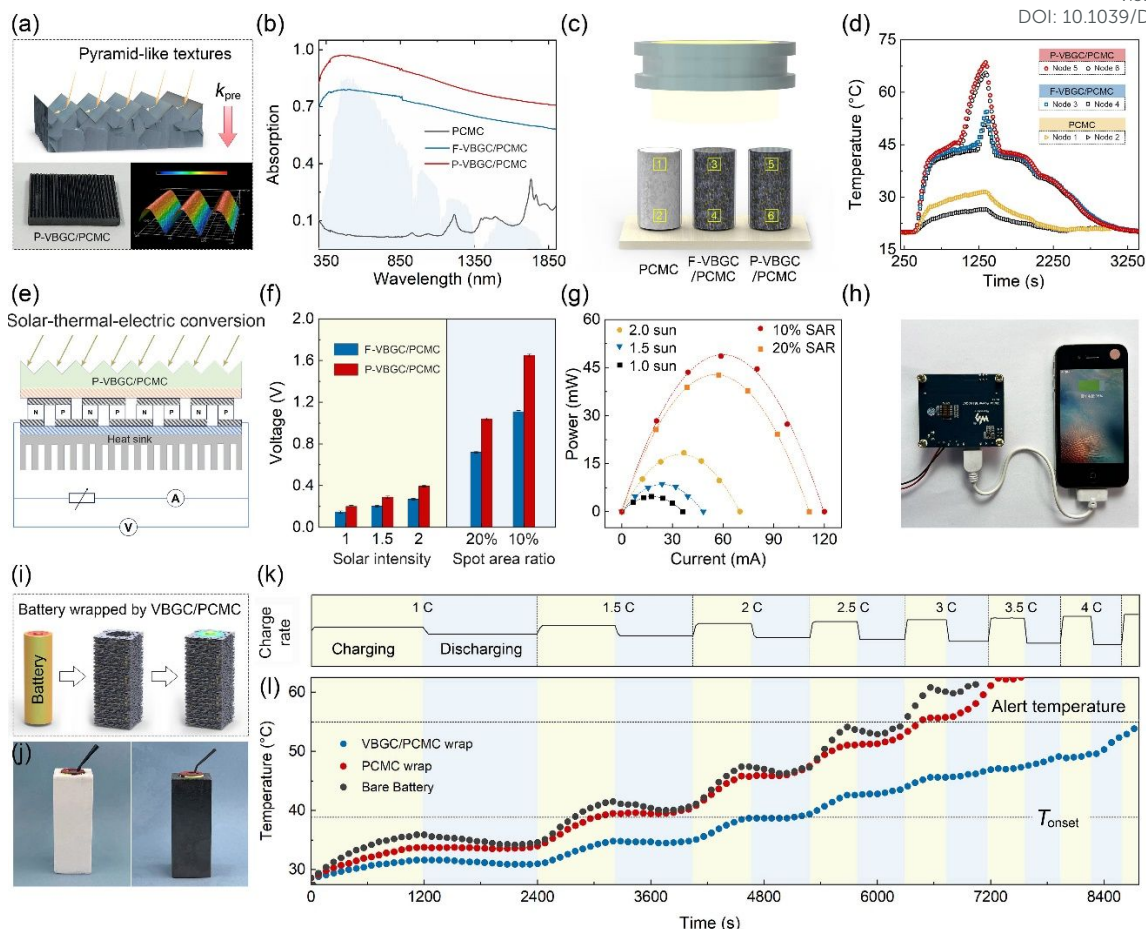 DOI: 10.1039/D
(a)
Pyramid-like textures
kpre
P-VBGC/PCMC
(b)
Absorption
1.0
0.7
0.4
0.1
PCMC
F-VBGC/PCMC
P-VBGC/PCMC
350
850
1350
1850
Wavelength (nm)
(c)
1
2
3
4
5
6
PCMC
F-VBGC
/PCMC
P-VBGC
/PCMC
(d)
Temperature (°C)
75
60
45
30
15
P-VBGC/PCMC
Node 5 Node 6
F-VBGC/PCMC
Node 3 Node 4
PCMC
Node 1 Node 2
250
1250
2250
3250
Time (s)
(e)
Solar-thermal-electric conversion
P-VBGC/PCMC
N P N P N P N P
Heat sink
A
V
(f)
Voltage (V)
2.0
1.6
1.2
0.8
0.4
0.0
F-VBGC/PCMC
P-VBGC/PCMC
1 1.5 2
20% 10%
Solar intensity
Spot area ratio
(g)
Power (mW)
60
45
30
15
0
2.0 sun
1.5 sun
1.0 sun
10% SAR
20% SAR
0 30 60 90 120
Current (mA)
(h)
(i)
Battery wrapped by VBGC/PCMC
Battery
(j)
(k)
Charge
rate
1 C
1.5 C
2 C
2.5 C
3 C
3.5 C
4 C
Charging
Discharging
(l)
Temperature (°C)
60
50
40
30
Alert temperature
VBGC/PCMC wrap
PCMC wrap
Bare Battery
Tonset
0 1200 2400 3600 4800 6000 7200 8400
Time (s)